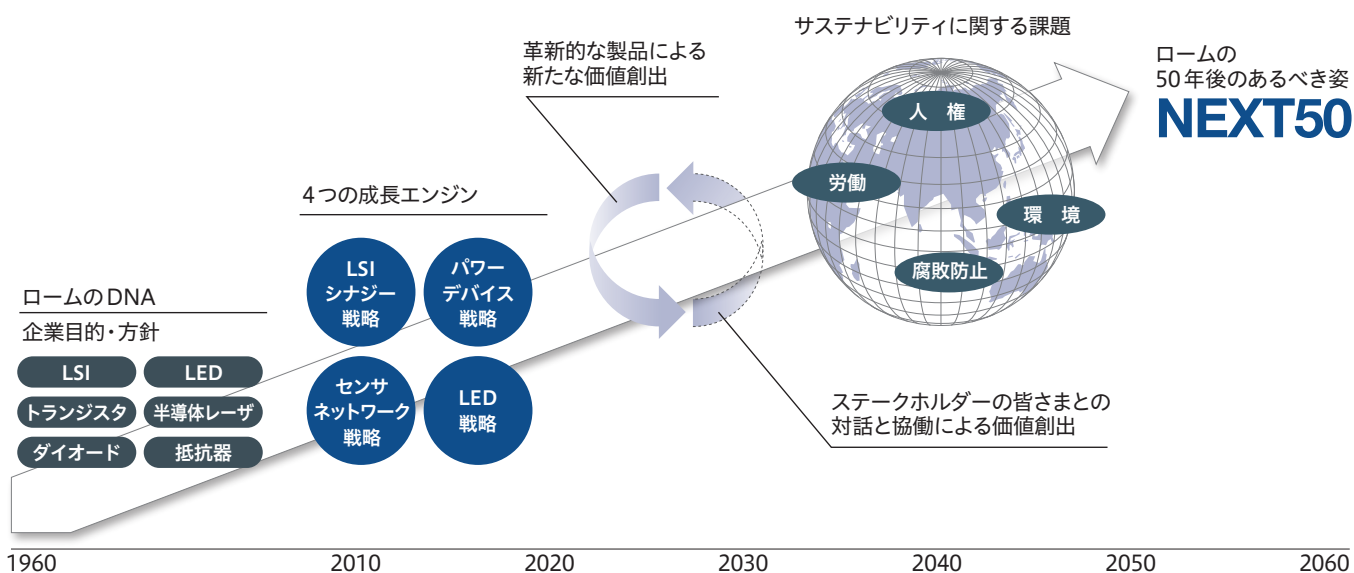 サステナビリティに関する課題
革新的な製品による
新たな価値創出
ロームの
50年後のあるべき姿
NEXT50
人 権
労働
環 境
腐敗防止
4つの成長エンジン
LSI
シナジー
戦略
パワー
デバイス
戦略
センサ
ネットワーク
戦略
LED
戦略
ロームのDNA
企業目的・方針
LSI
LED
トランジスタ
半導体レーザ
ダイオード
抵抗器
ステークホルダーの皆さまとの
対話と協働による価値創出
1960 2010 2020 2030 2040 2050 2060